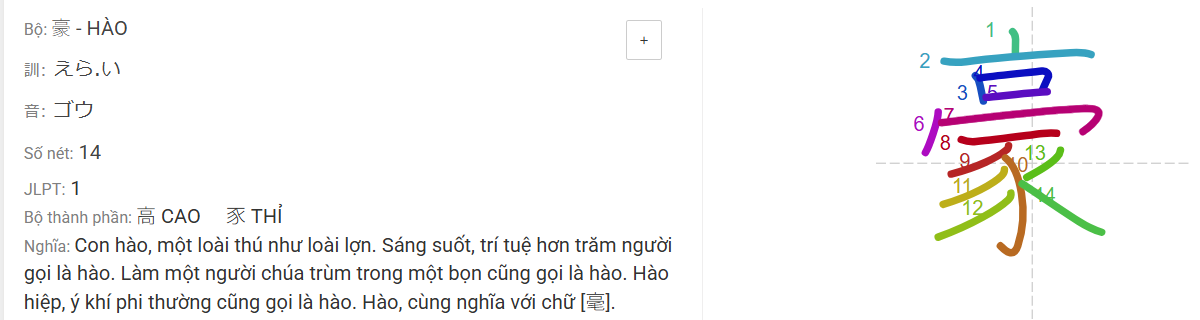 Bộ: 豪 - HÀO
+
訓: えら.い
音: ゴウ
Số nét: 14
JLPT: 1
Bộ thành phần: 高 CAO 豕 THỈ
Nghĩa: Con hào, một loài thú như loài lợn. Sáng suốt, trí tuệ hơn trăm người
gọi là hào. Làm một người chúa trùm trong một bọn cũng gọi là hào. Hào
hiệp, ý khí phi thường cũng gọi là hào. Hào, cùng nghĩa với chữ [毫].
豪
1
2
3
4
5
6
7
8
9
10
11
12
13
14